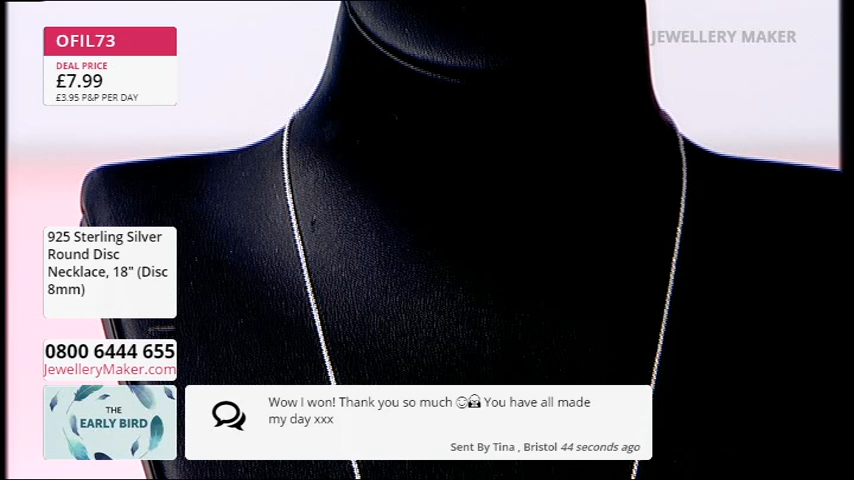 OFIL73
JEWELLERY MAKER
DEAL PRICE
£7.99
£3.95 P&P PER DAY
925 Sterling Silver
Round Disc
Necklace, 18" (Disc
8mm)
0800 6444 655
JewelleryMaker.com
THE
EARLY BIRD
Wow I won! Thank you so much 😊🤗 You have all made
my day xxx
Sent By Tina , Bristol 44 seconds ago